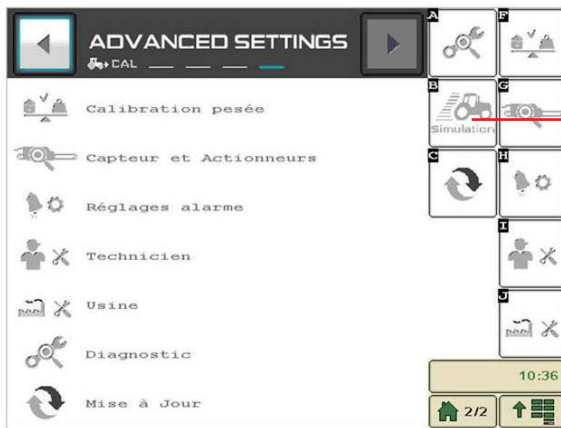 ADVANCED SETTINGS
CAL
Calibration pesée
Capteur et Actionneurs
Réglages alarme
Technicien
Usine
Diagnostic
Mise à Jour
A
F
B
Simulation
G
C
H
I
J
10:36
2/2